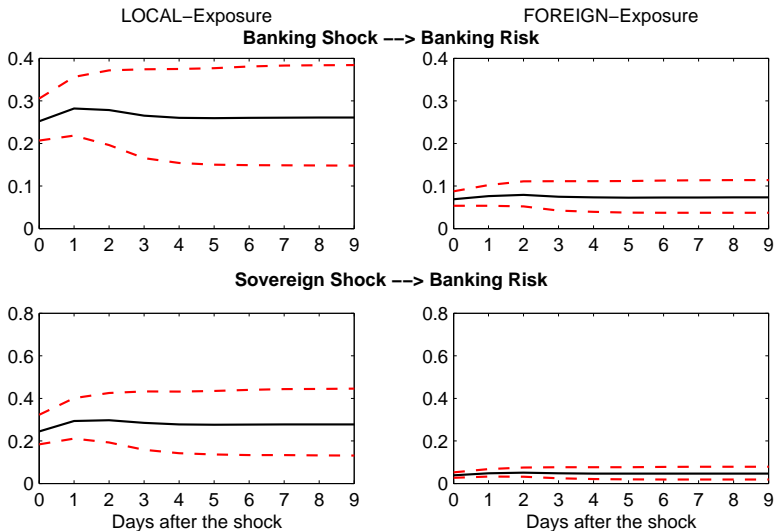 LOCAL−Exposure FOREIGN−Exposure
Banking Shock −−> Banking Risk
0.4 0.4
0.3 0.3
0.2 0.2
0.1 0.1
0 0
0 1 2 3 4 5 6 7 8 9 0 1 2 3 4 5 6 7 8 9
Sovereign Shock −−> Banking Risk
0.8 0.8
0.6 0.6
0.4 0.4
0.2 0.2
0 0
0 1 2 3 4 5 6 7 8 9 0 1 2 3 4 5 6 7 8 9
Days after the shock Days after the shock